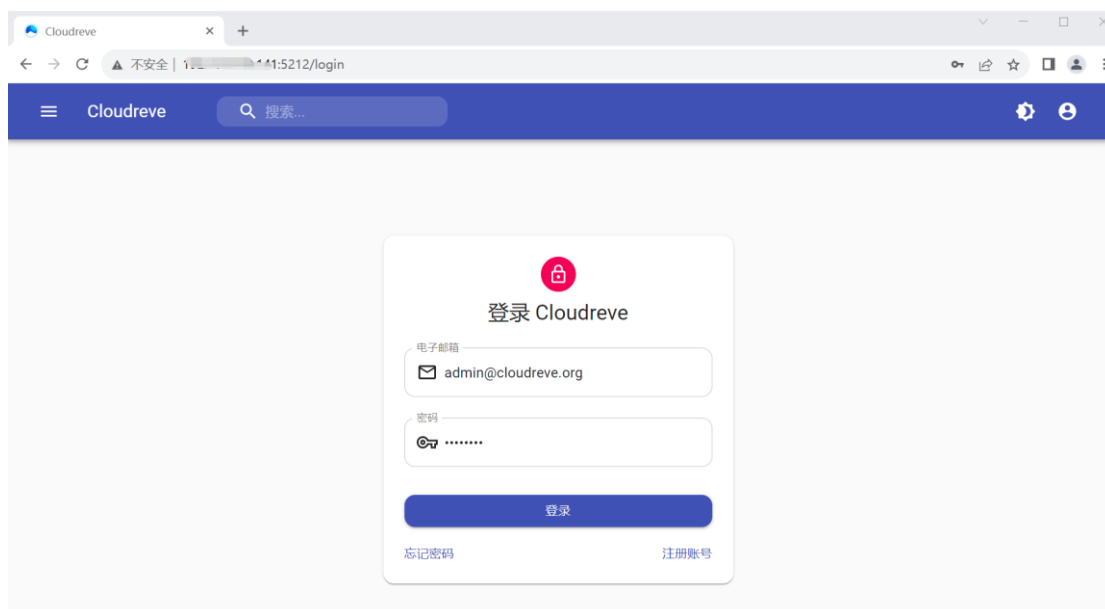 Cloudreve
不安全 | 41:5212/login
Cloudreve
搜索...
登录 Cloudreve
电子邮箱
admin@cloudreve.org
密码
登录
忘记密码 注册账号